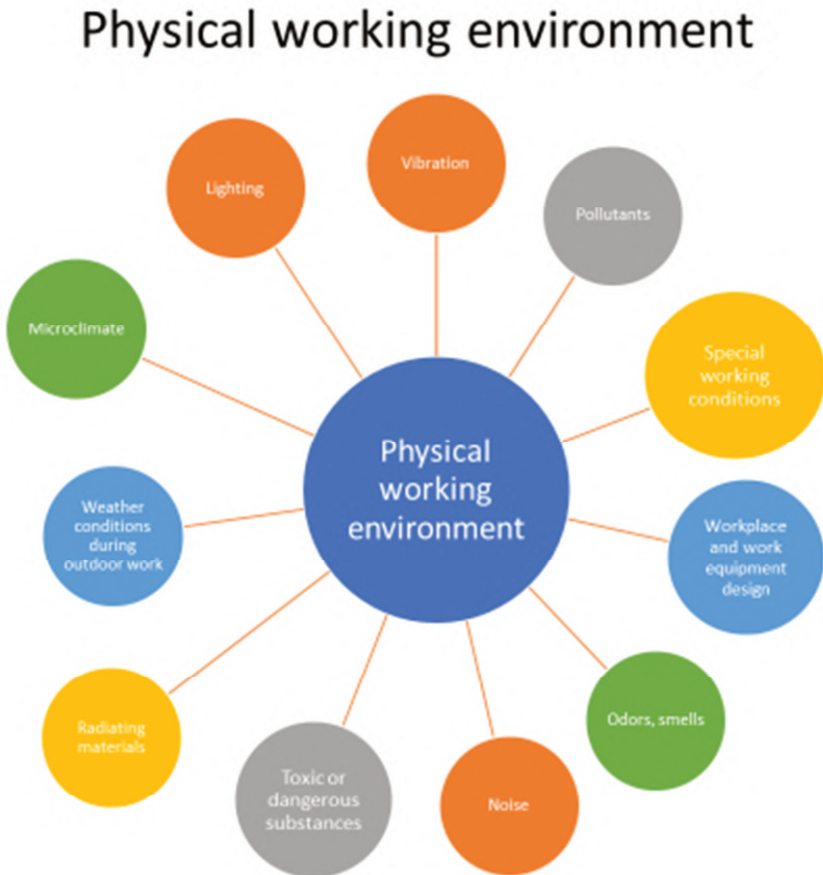 Physical working environment
Vibration
Lighting
Pollutants
Microclimate
Special
working
conditions
Physical
working
environment
Weather
conditions
during
outdoor work
Workplace
and work
equipment
design
Radiating
materials
Odors, smells
Toxic or
dangerous
substances
Noise